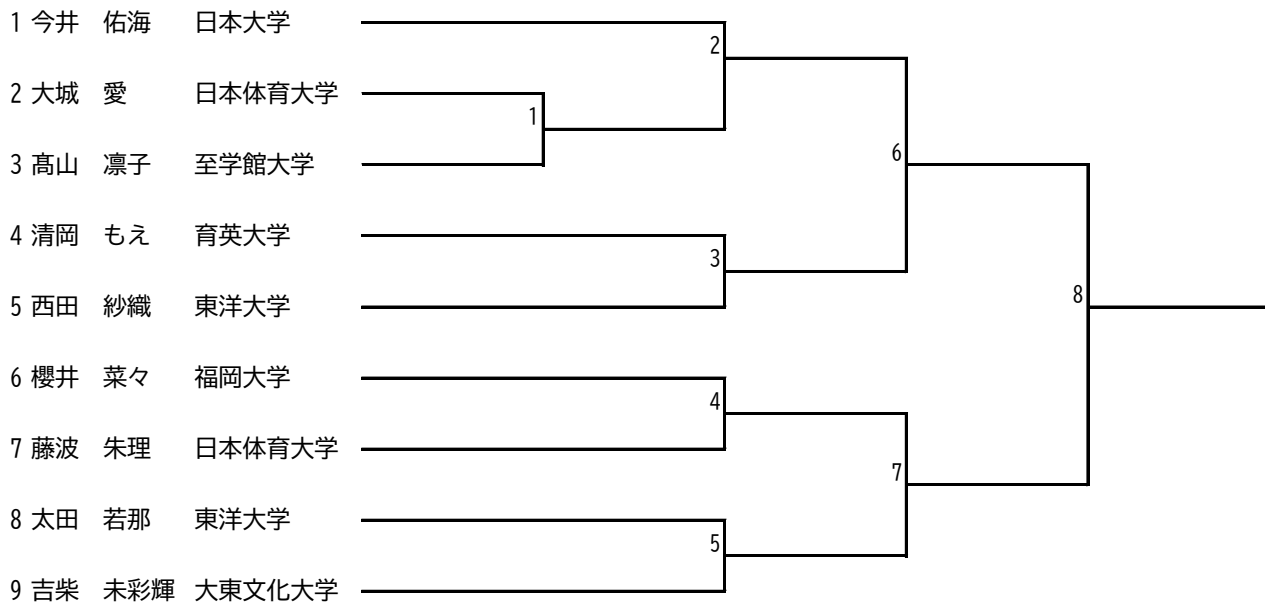 1 今井 佑海 日本大学
2
2 大城 愛 日本体育大学
1
3 髙山 凛子 至学館大学
6
4 清岡 もえ 育英大学
3
5 西田 紗織 東洋大学
8
6 櫻井 菜々 福岡大学
4
7 藤波 朱理 日本体育大学
7
8 太田 若那 東洋大学
5
9 吉柴 未彩輝 大東文化大学